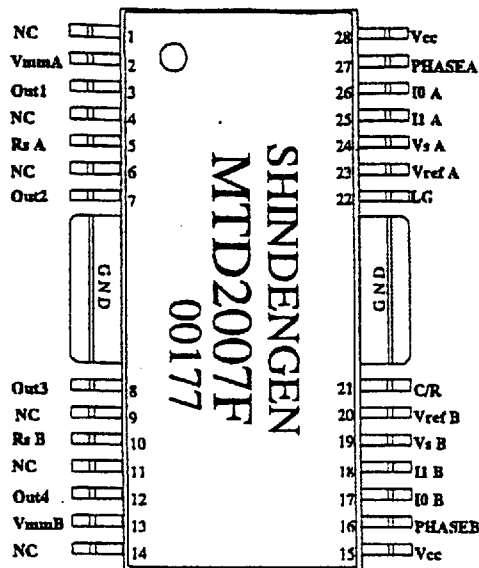 NC 1 28 Vcc
VmmA 2 27 PHASEA
Out1 3 26 I0 A
NC 4 25 I1 A
Rs A 5 24 Vs A
NC 6 23 Vref A
Out2 7 22 LG
GND
GND
SHINDENGEN
MTD2007F
00177
Out3 8 21 C/R
NC 9 20 Vref B
Rs B 10 19 Vs B
NC 11 18 I1 B
Out4 12 17 I0 B
VmmB 13 16 PHASEB
NC 14 15 Vcc